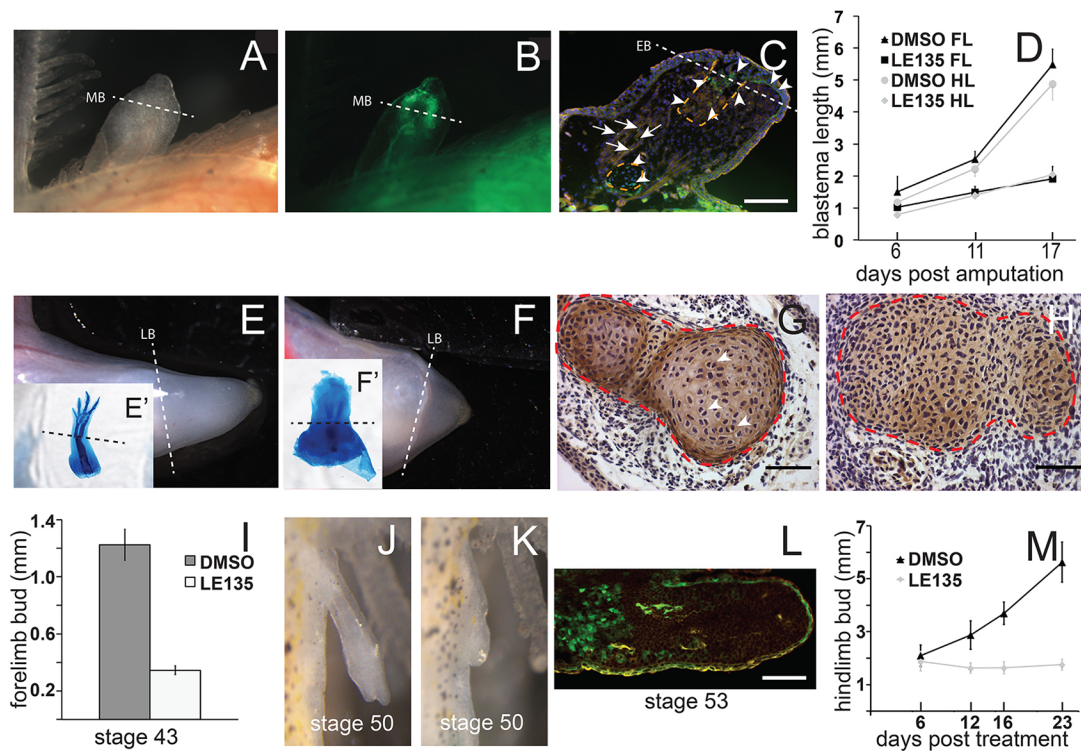 A
MB
B
MB
C
EB
D
blastema length (mm)
7
6
5
4
3
2
1
0
DMSO FL
LE135 FL
DMSO HL
LE135 HL
6 11 17
days post amputation
E
LB
E'
F
LB
F'
G
H
I
forelimb bud (mm)
1.4
1.0
0.6
0.2
DMSO
LE135
stage 43
J
stage 50
K
stage 50
L
stage 53
M
hindlimb bud (mm)
7
5
3
1
DMSO
LE135
6 12 16 23
days post treatment